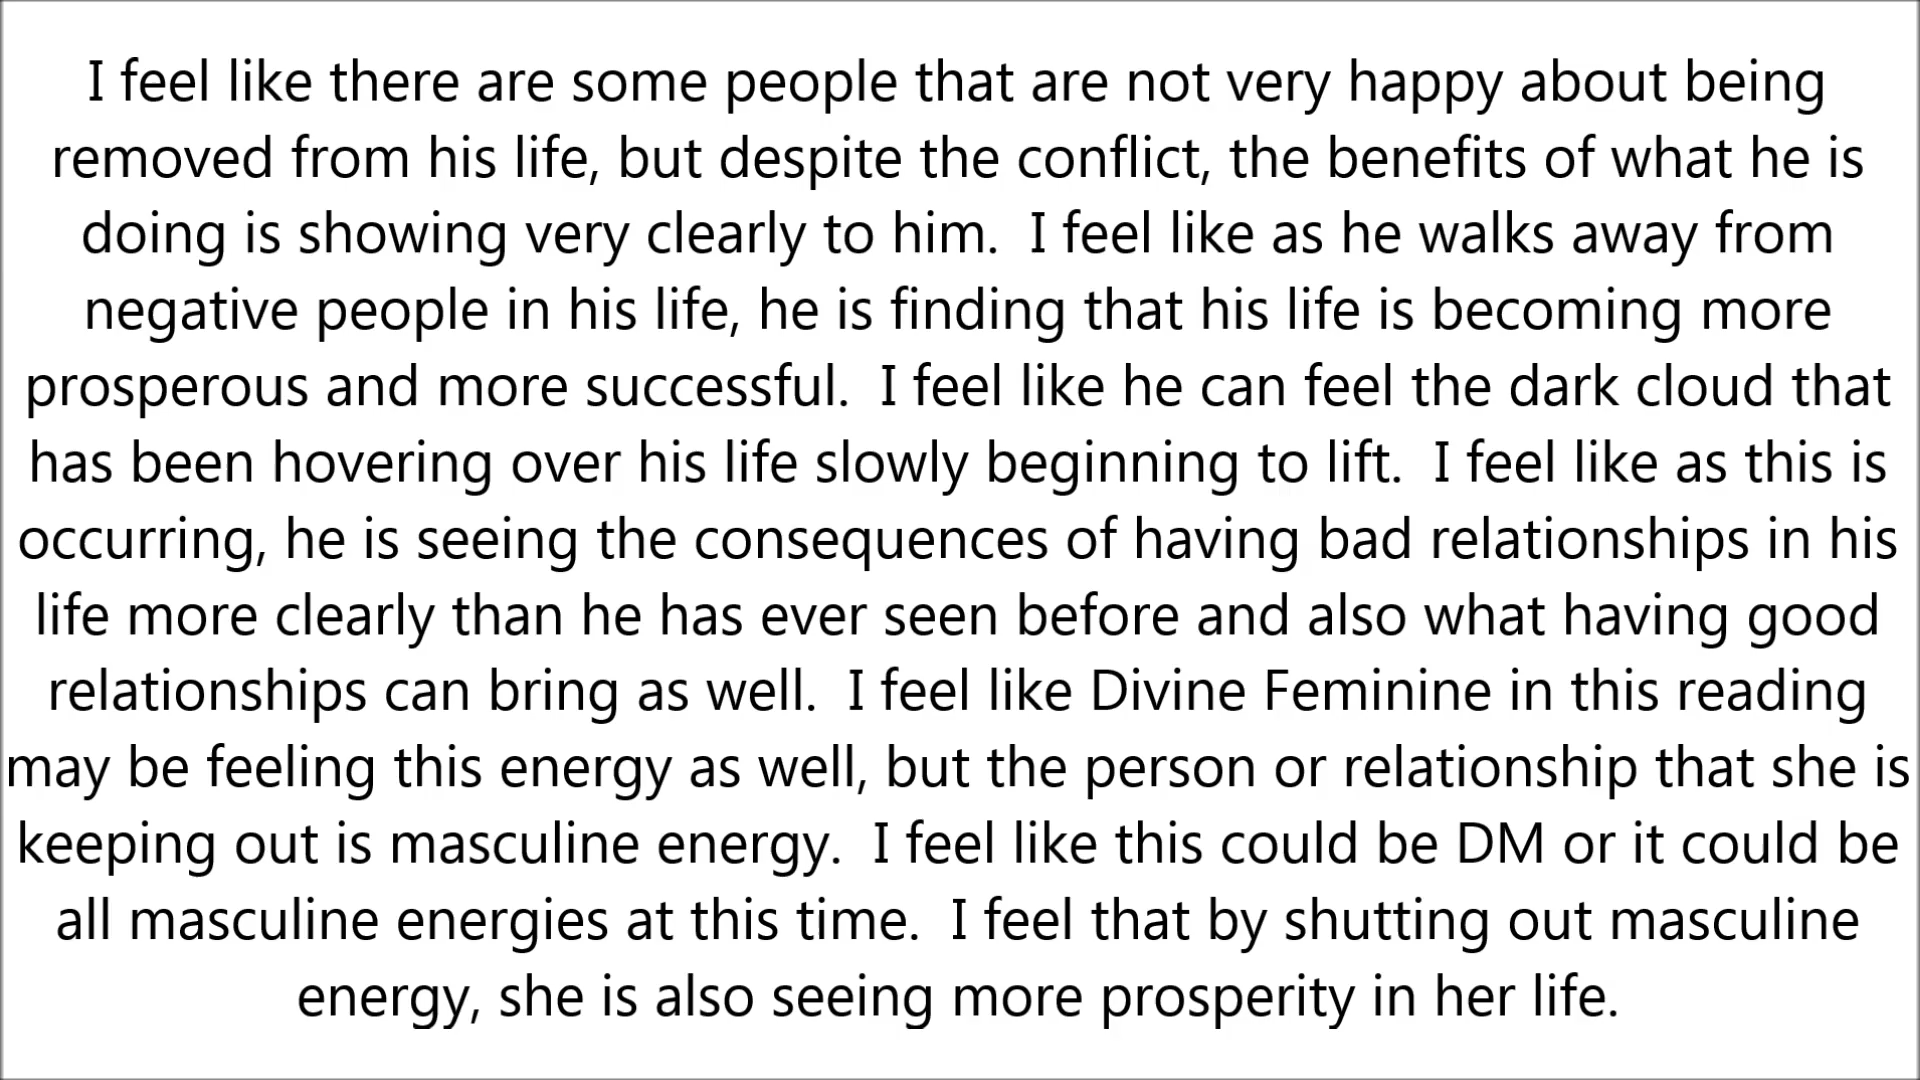 I feel like there are some people that are not very happy about being
removed from his life, but despite the conflict, the benefits of what he is
doing is showing very clearly to him.  I feel like as he walks away from
negative people in his life, he is finding that his life is becoming more
prosperous and more successful.  I feel like he can feel the dark cloud that
has been hovering over his life slowly beginning to lift.  I feel like as this is
occurring, he is seeing the consequences of having bad relationships in his
life more clearly than he has ever seen before and also what having good
relationships can bring as well.  I feel like Divine Feminine in this reading
may be feeling this energy as well, but the person or relationship that she is
keeping out is masculine energy.  I feel like this could be DM or it could be
all masculine energies at this time.  I feel that by shutting out masculine
energy, she is also seeing more prosperity in her life.